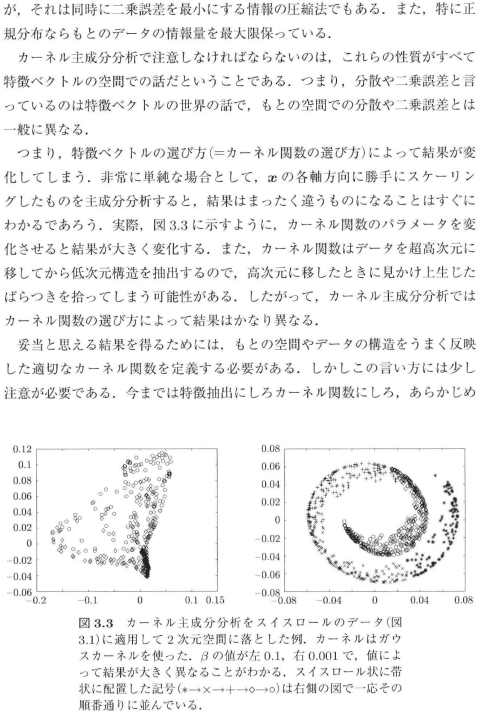 が，それは同時に二乗誤差を最小にする情報の圧縮法でもある．また，特に正
規分布ならもとのデータの情報量を最大限保っている．
カーネル主成分分析で注意しなければならないのは，これらの性質がすべて
特徴ベクトルの空間での話だということである．つまり，分散や二乗誤差と言
っているのは特徴ベクトルの世界の話で，もとの空間での分散や二乗誤差とは
一般に異なる．
つまり，特徴ベクトルの選び方(=カーネル関数の選び方)によって結果が変
化してしまう．非常に単純な場合として，xの各軸方向に勝手にスケーリン
グしたものを主成分分析すると，結果はまったく違うものになることはすぐに
わかるであろう．実際，図3.3に示すように，カーネル関数のパラメータを変
化させると結果が大きく変化する．また，カーネル関数はデータを超高次元に
移してから低次元構造を抽出するので，高次元に移したときに見かけ上生じた
ばらつきを拾ってしまう可能性がある．したがって，カーネル主成分分析では
カーネル関数の選び方によって結果はかなり異なる．
妥当と思える結果を得るためには，もとの空間やデータの構造をうまく反映
した適切なカーネル関数を定義する必要がある．しかしこの言い方には少し
注意が必要である．今までは特徴抽出にしろカーネル関数にしろ，あらかじめ
0.12
0.1
0.08
0.06
0.04
0.02
0
−0.02
−0.04
−0.06
−0.2 −0.1 0 0.1 0.15
0.08
0.06
0.04
0.02
0
−0.02
−0.04
−0.06
−0.08
−0.08 −0.04 0 0.04 0.08
図3.3 カーネル主成分分析をスイスロールのデータ(図
3.1)に適用して2次元空間に落とした例．カーネルはガウ
スカーネルを使った．βの値が左0.1，右0.001で，値によ
って結果が大きく異なることがわかる．スイスロール状に帯
状に配置した記号(∗→×→+→◇→○)は右側の図で一応その
順番通りに並んでいる．